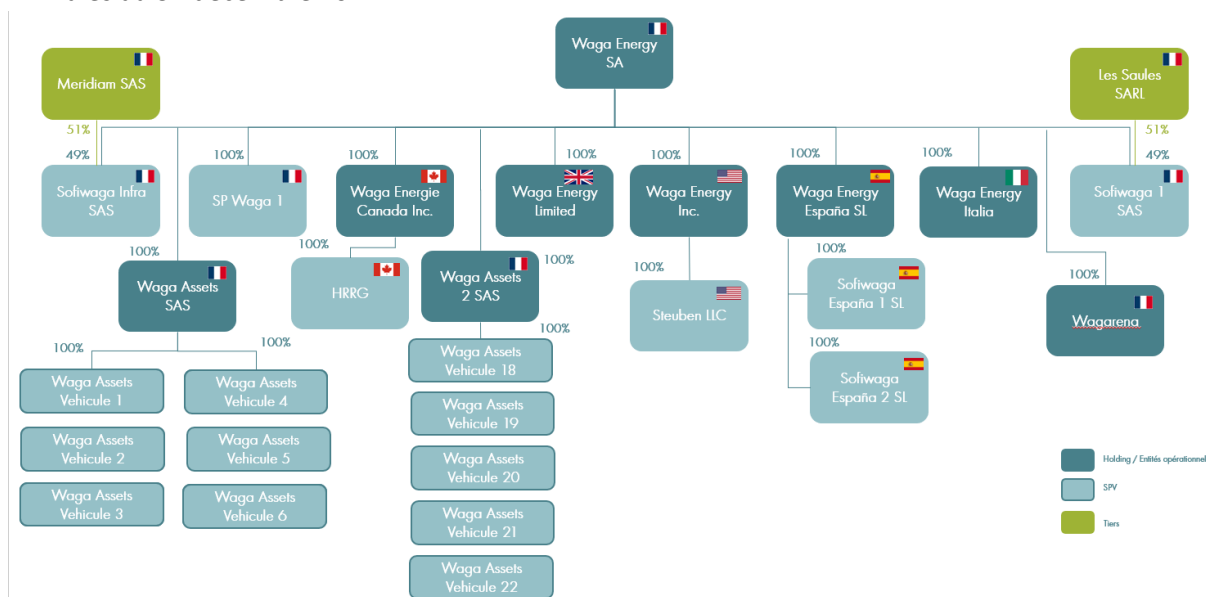 Waga Energy
SA
Meridiam SAS
Les Saules
SARL
51%
51%
49%
100%
100%
100%
100%
100%
100%
49%
Sofiwaga Infra
SAS
SP Waga 1
Waga Energie
Canada Inc.
Waga Energy
Limited
Waga Energy
Inc.
Waga Energy
España SL
Waga Energy
Italia
Sofiwaga 1
SAS
100%
100%
100%
100%
100%
100%
Waga Assets
SAS
HRRG
Waga Assets
2 SAS
Steuben LLC
Sofiwaga
España 1 SL
Wagarena
100%
100%
100%
100%
Waga Assets
Vehicule 1
Waga Assets
Vehicule 4
Waga Assets
Vehicule 18
Sofiwaga
España 2 SL
Waga Assets
Vehicule 2
Waga Assets
Vehicule 5
Waga Assets
Vehicule 19
Waga Assets
Vehicule 3
Waga Assets
Vehicule 6
Waga Assets
Vehicule 20
Waga Assets
Vehicule 21
Waga Assets
Vehicule 22
Holding / Entités opérationnel
SPV
Tiers